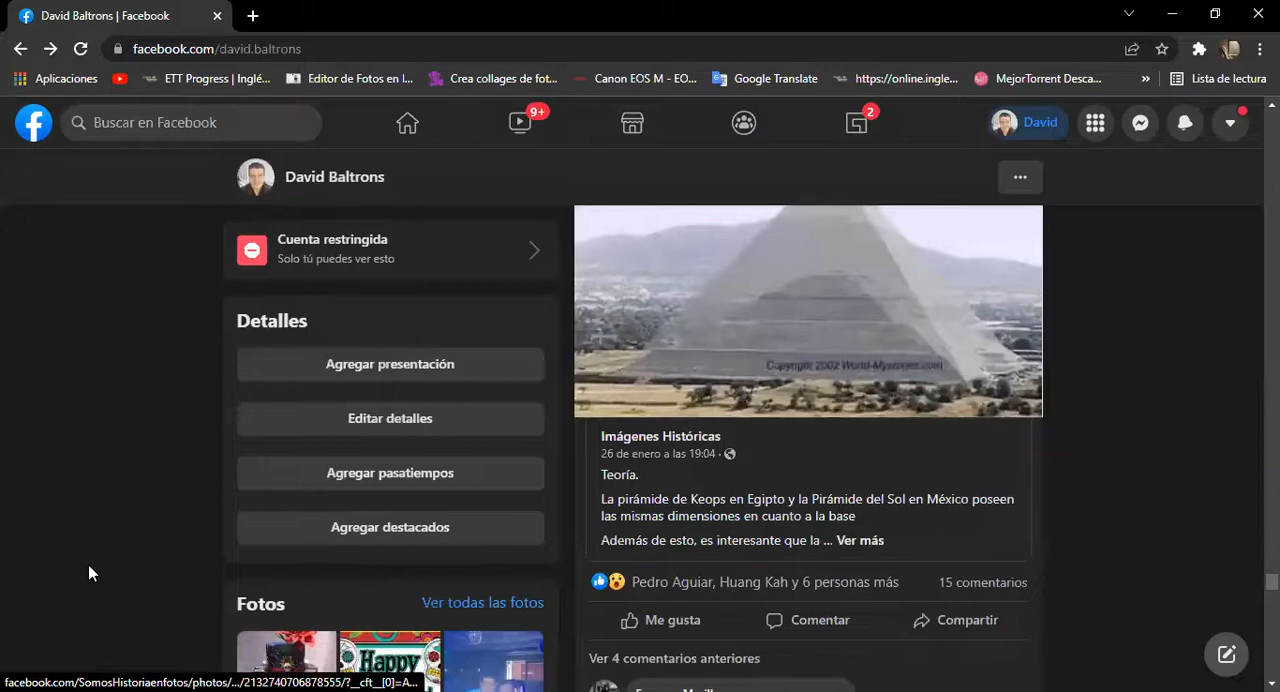 David Baltrons | Facebook
facebook.com/david.baltrons
Aplicaciones
ETT Progress | Inglé...
Editor de Fotos en l...
Crea collages de fot...
Canon EOS M - EO...
Google Translate
https://online.ingle...
MejorTorrent Desca...
»
Lista de lectura
Buscar en Facebook
9+
2
David
David Baltrons
Cuenta restringida
Solo tú puedes ver esto
Detalles
Agregar presentación
Editar detalles
Agregar pasatiempos
Agregar destacados
Fotos
Ver todas las fotos
Happy
Copyright 2002 World-Mysteries.com
Imágenes Históricas
26 de enero a las 19:04 ·
Teoría.
La pirámide de Keops en Egipto y la Pirámide del Sol en México poseen
las mismas dimensiones en cuanto a la base
Además de esto, es interesante que la ... Ver más
Pedro Aguiar, Huang Kah y 6 personas más
15 comentarios
Me gusta
Comentar
Compartir
Ver 4 comentarios anteriores
facebook.com/SomosHistoriaenfotos/photos/.../2132740706878555/?__cft__[0]=A...